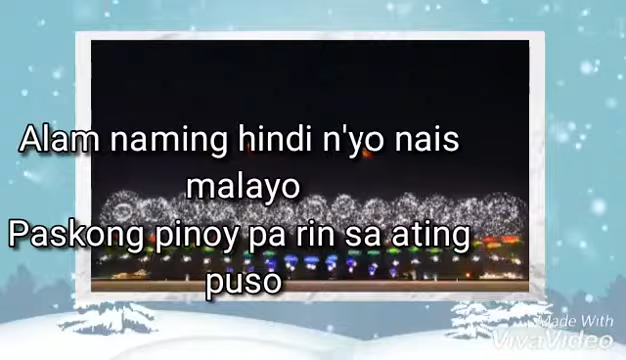 Alam naming hindi n'yo nais
malayo
Paskong pinoy pa rin sa ating
puso
Made With
VivaVideo